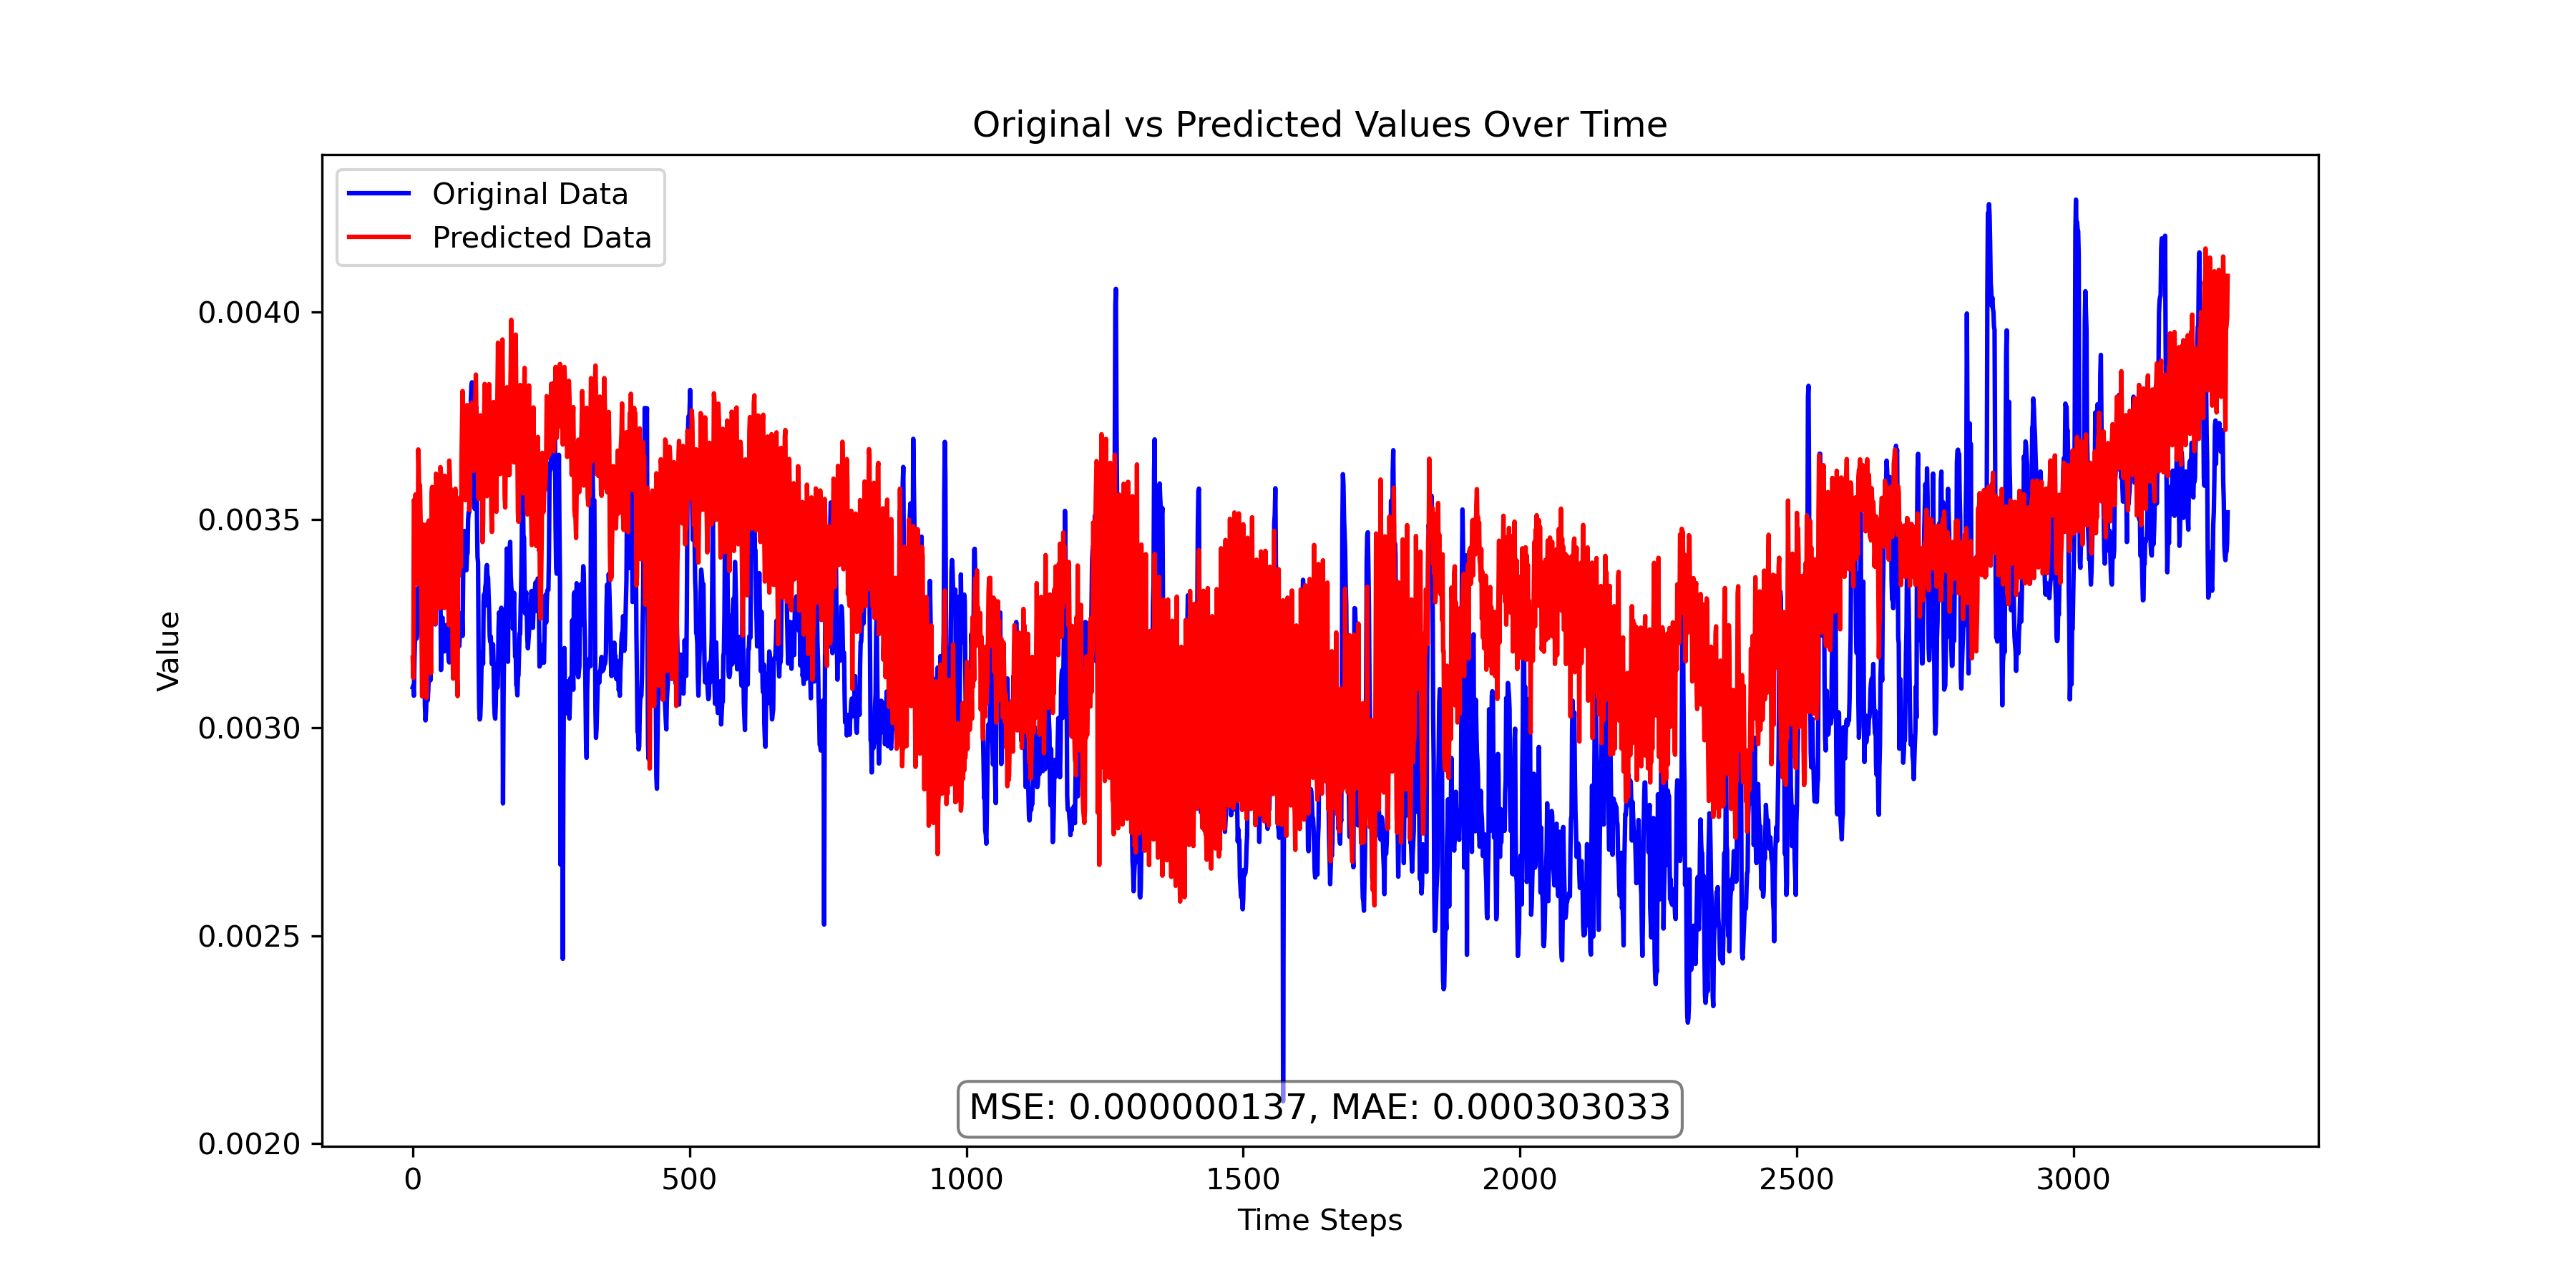 Original vs Predicted Values Over Time
Original Data
Predicted Data
0.0040
0.0035
0.0030
0.0025
0.0020
Value
MSE: 0.000000137, MAE: 0.000303033
0 500 1000 1500 2000 2500 3000
Time Steps